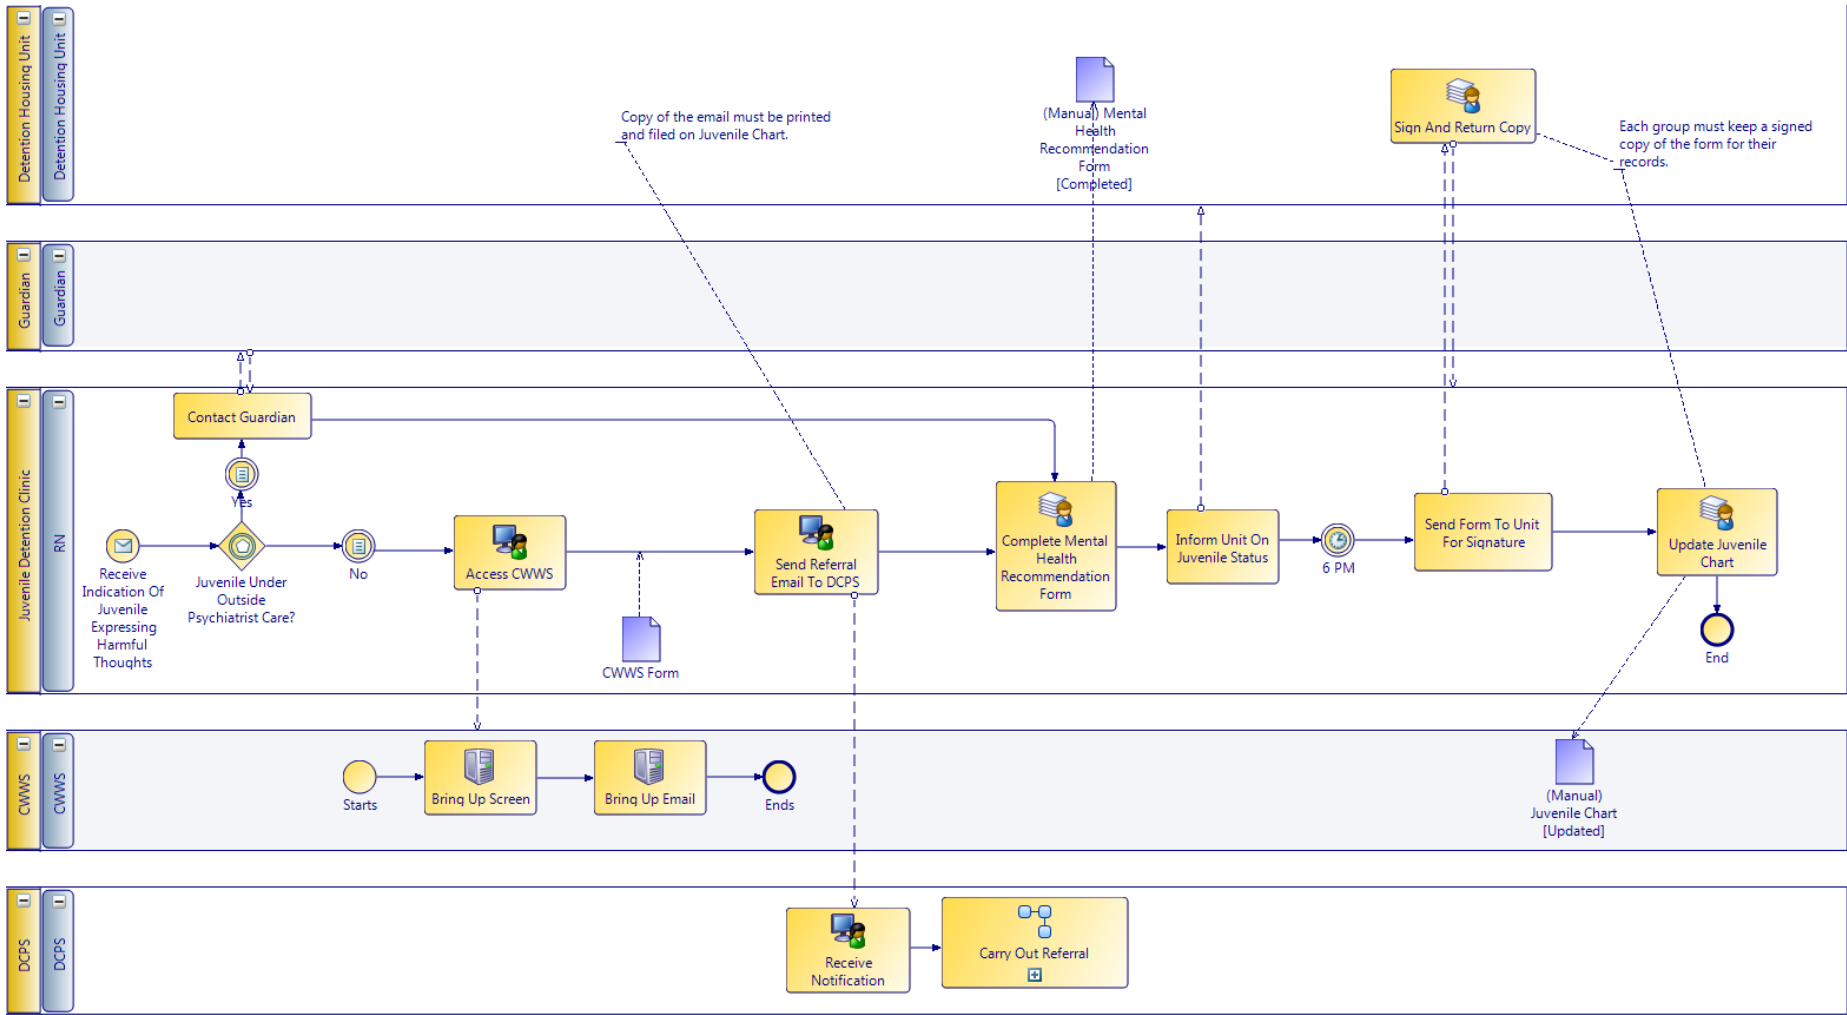 Detention Housing Unit
Detention Housing Unit
Copy of the email must be printed
and filed on Juvenile Chart.
(Manual) Mental
Health
Recommendation
Form
[Completed]
Sign And Return Copy
Each group must keep a signed
copy of the form for their
records.
Guardian
Guardian
Juvenile Detention Clinic
RN
Contact Guardian
Yes
Receive
Indication Of
Juvenile
Expressing
Harmful
Thoughts
Juvenile Under
Outside
Psychiatrist Care?
No
Access CWWS
CWWS Form
Send Referral
Email To DCPS
Complete Mental
Health
Recommendation
Form
Inform Unit On
Juvenile Status
6 PM
Send Form To Unit
For Signature
Update Juvenile
Chart
End
CWWS
CWWS
Starts
Bring Up Screen
Bring Up Email
Ends
(Manual)
Juvenile Chart
[Updated]
DCPS
DCPS
Receive
Notification
Carry Out Referral